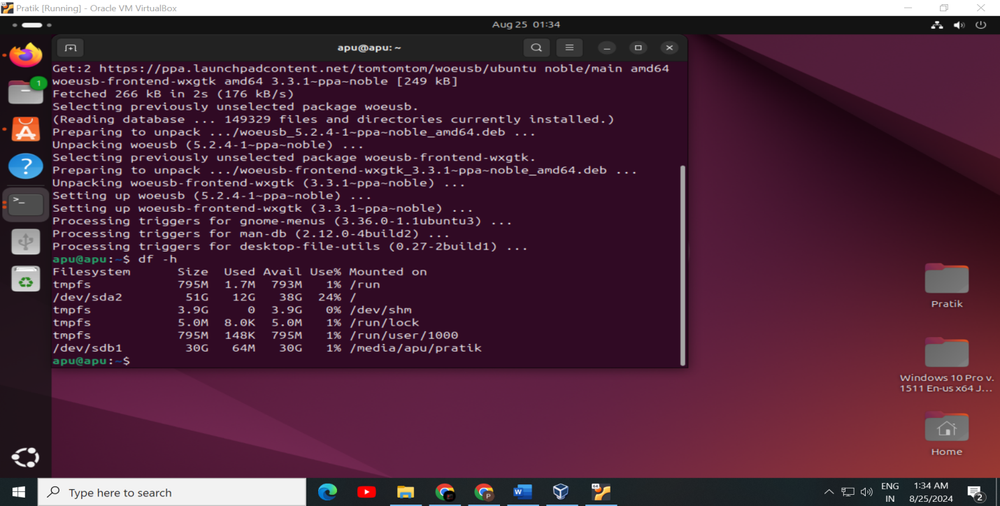 Pratik [Running] - Oracle VM VirtualBox
Aug 25 01:34
apu@apu: ~
Get:2 https://ppa.launchpadcontent.net/tomtomtom/woeusb/ubuntu noble/main amd64
woeusb-frontend-wxgtk amd64 3.3.1~ppa~noble [249 kB]
Fetched 266 kB in 2s (176 kB/s)
Selecting previously unselected package woeusb.
(Reading database ... 149329 files and directories currently installed.)
Preparing to unpack .../woeusb_5.2.4-1~ppa~noble_amd64.deb ...
Unpacking woeusb (5.2.4-1~ppa~noble) ...
Selecting previously unselected package woeusb-frontend-wxgtk.
Preparing to unpack .../woeusb-frontend-wxgtk_3.3.1~ppa~noble_amd64.deb ...
Unpacking woeusb-frontend-wxgtk (3.3.1~ppa~noble) ...
Setting up woeusb (5.2.4-1~ppa~noble) ...
Setting up woeusb-frontend-wxgtk (3.3.1~ppa~noble) ...
Processing triggers for gnome-menus (3.36.0-1.1ubuntu3) ...
Processing triggers for man-db (2.12.0-4build2) ...
Processing triggers for desktop-file-utils (0.27-2build1) ...
apu@apu:~$ df -h
Filesystem Size Used Avail Use% Mounted on
tmpfs 795M 1.7M 793M 1% /run
/dev/sda2 51G 12G 38G 24% /
tmpfs 3.9G 0 3.9G 0% /dev/shm
tmpfs 5.0M 8.0K 5.0M 1% /run/lock
tmpfs 795M 148K 795M 1% /run/user/1000
/dev/sdb1 30G 64M 30G 1% /media/apu/pratik
apu@apu:~$
1
?
>_
Pratik
Windows 10 Pro v.
1511 En-us x64 J...
Home
Type here to search
P
W
64
ENG
IN
1:34 AM
8/25/2024
2